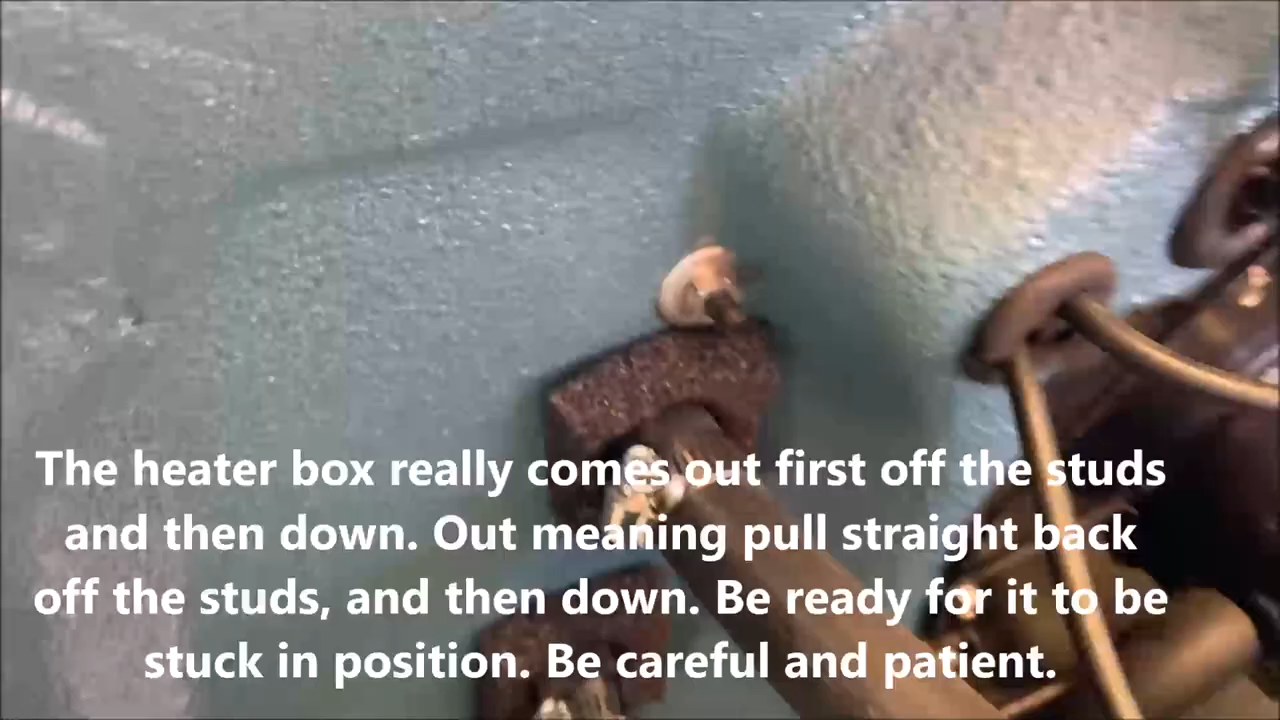 The heater box really comes out first off the studs
and then down. Out meaning pull straight back
off the studs, and then down. Be ready for it to be
stuck in position. Be careful and patient.